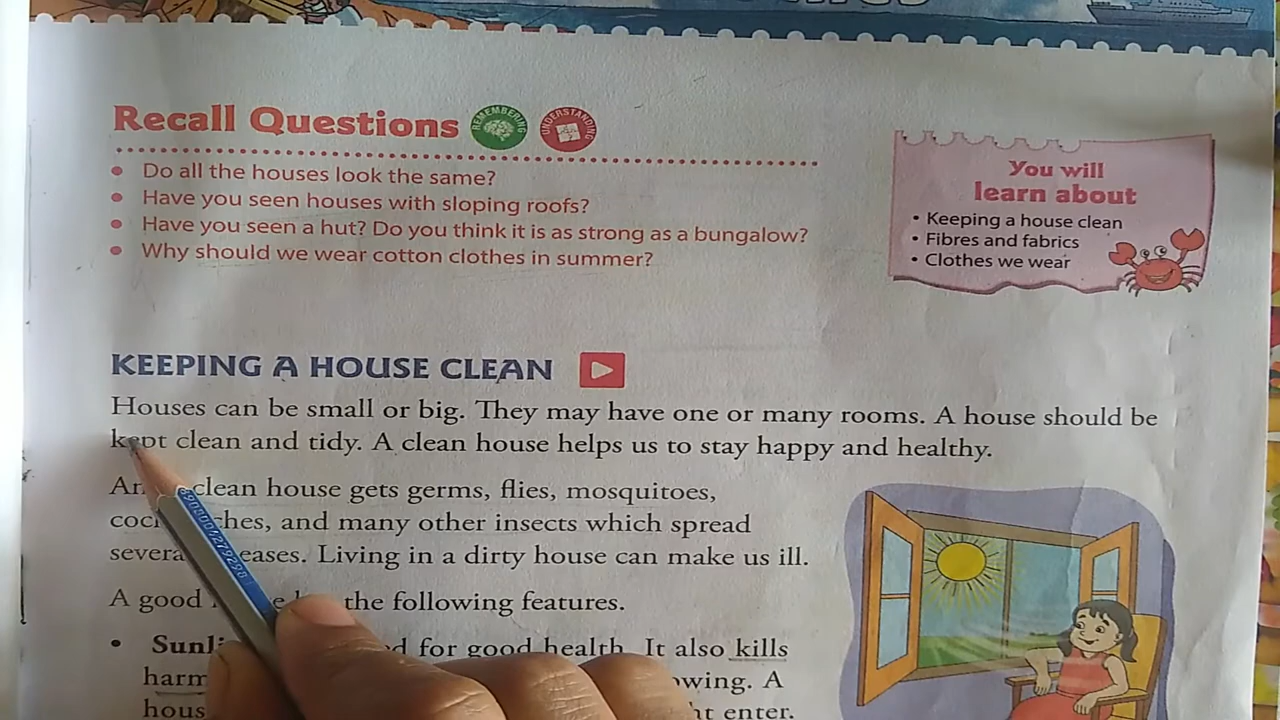 Recall Questions
REMEMBERING
UNDERSTANDING
• Do all the houses look the same?
• Have you seen houses with sloping roofs?
• Have you seen a hut? Do you think it is as strong as a bungalow?
• Why should we wear cotton clothes in summer?
You will
learn about
• Keeping a house clean
• Fibres and fabrics
• Clothes we wear
KEEPING A HOUSE CLEAN
Houses can be small or big. They may have one or many rooms. A house should be
kept clean and tidy. A clean house helps us to stay happy and healthy.
clean house gets germs, flies, mosquitoes,
and many other insects which spread
Living in a dirty house can make us ill.
A good the following features.
• for good health. It also kills
A
enter.